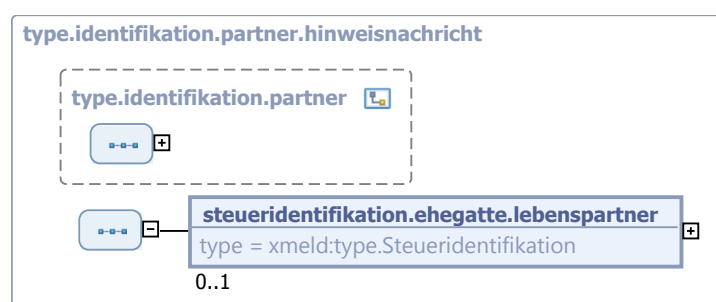 type.identifikation.partner.hinweisnachricht
type.identifikation.partner
steueridentifikation.ehegatte.lebenspartner
type = xmeld:type.Steueridentifikation
0..1